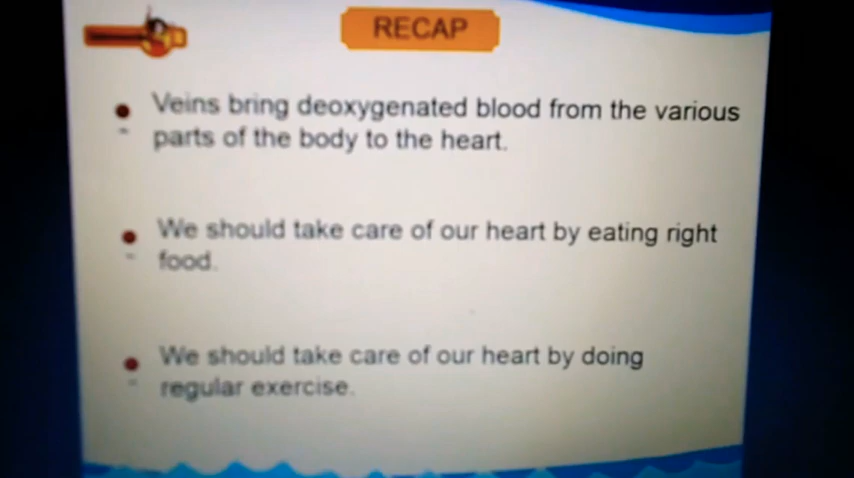 RECAP
Veins bring deoxygenated blood from the various
parts of the body to the heart.
We should take care of our heart by eating right
food.
We should take care of our heart by doing
regular exercise.